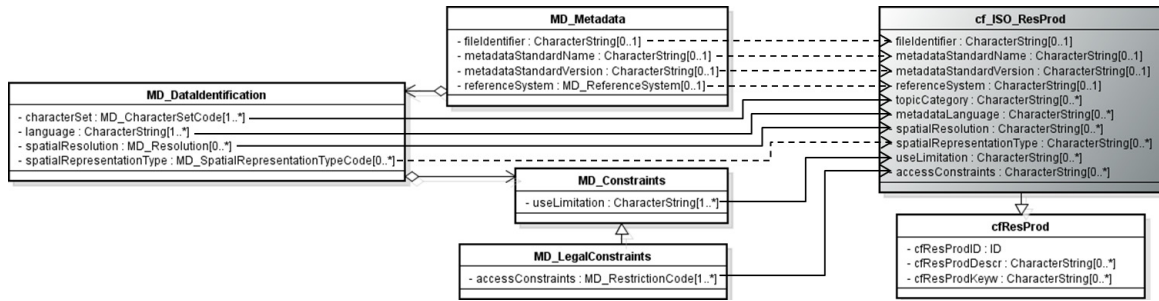 MD_Metadata
- fileIdentifier : CharacterString[0..1]
- metadataStandardName : CharacterString[0..1]
- metadataStandardVersion : CharacterString[0..1]
- referenceSystem : MD_ReferenceSystem[0..1]
MD_DataIdentification
- characterSet : MD_CharacterSetCode[1..*]
- language : CharacterString[1..*]
- spatialResolution : MD_Resolution[0..*]
- spatialRepresentationType : MD_SpatialRepresentationTypeCode[0..*]
MD_Constraints
- useLimitation : CharacterString[1..*]
MD_LegalConstraints
- accessConstraints : MD_RestrictionCode[1..*]
cf_ISO_ResProd
fileIdentifier : CharacterString[0..1]
metadataStandardName : CharacterString[0..1]
metadataStandardVersion : CharacterString[0..1]
referenceSystem : CharacterString[0..1]
topicCategory : CharacterString[0..*]
metadataLanguage : CharacterString[0..*]
spatialResolution : CharacterString[0..*]
spatialRepresentationType : CharacterString[0..*]
useLimitation : CharacterString[0..*]
accessConstraints : CharacterString[0..*]
cfResProd
- cfResProdID : ID
- cfResProdDescr : CharacterString[0..*]
- cfResProdKeyw : CharacterString[0..*]